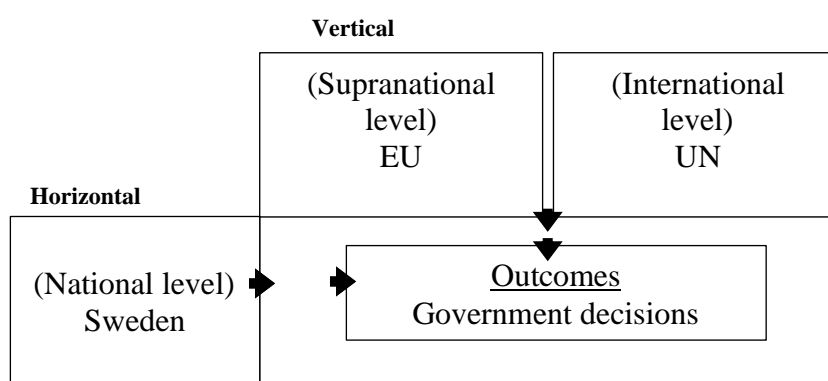 Vertical
(Supranational
level)
EU
(International
level)
UN
Horizontal
(National level)
Sweden
Outcomes
Government decisions